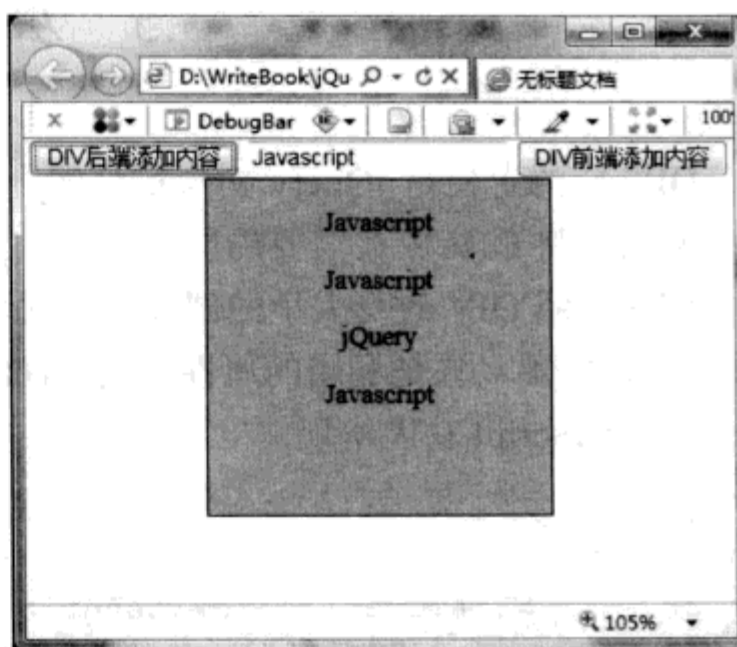 D:\WriteBook\jQu
无标题文档
DebugBar
100%
DIV后端添加内容 Javascript DIV前端添加内容
Javascript
Javascript
jQuery
Javascript
105%